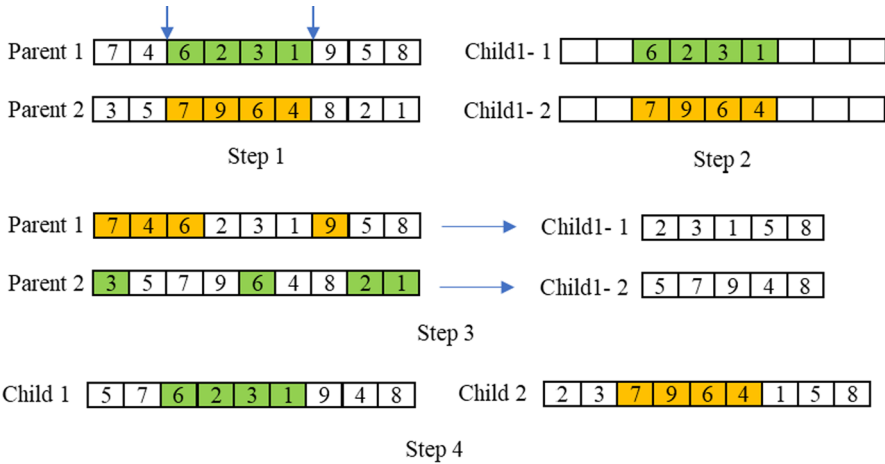 Parent 1 7 4 6 2 3 1 9 5 8
Parent 2 3 5 7 9 6 4 8 2 1
Step 1
Child1- 1 6 2 3 1
Child1- 2 7 9 6 4
Step 2
Parent 1 7 4 6 2 3 1 9 5 8
Child1- 1 2 3 1 5 8
Parent 2 3 5 7 9 6 4 8 2 1
Child1- 2 5 7 9 4 8
Step 3
Child 1 5 7 6 2 3 1 9 4 8
Child 2 2 3 7 9 6 4 1 5 8
Step 4